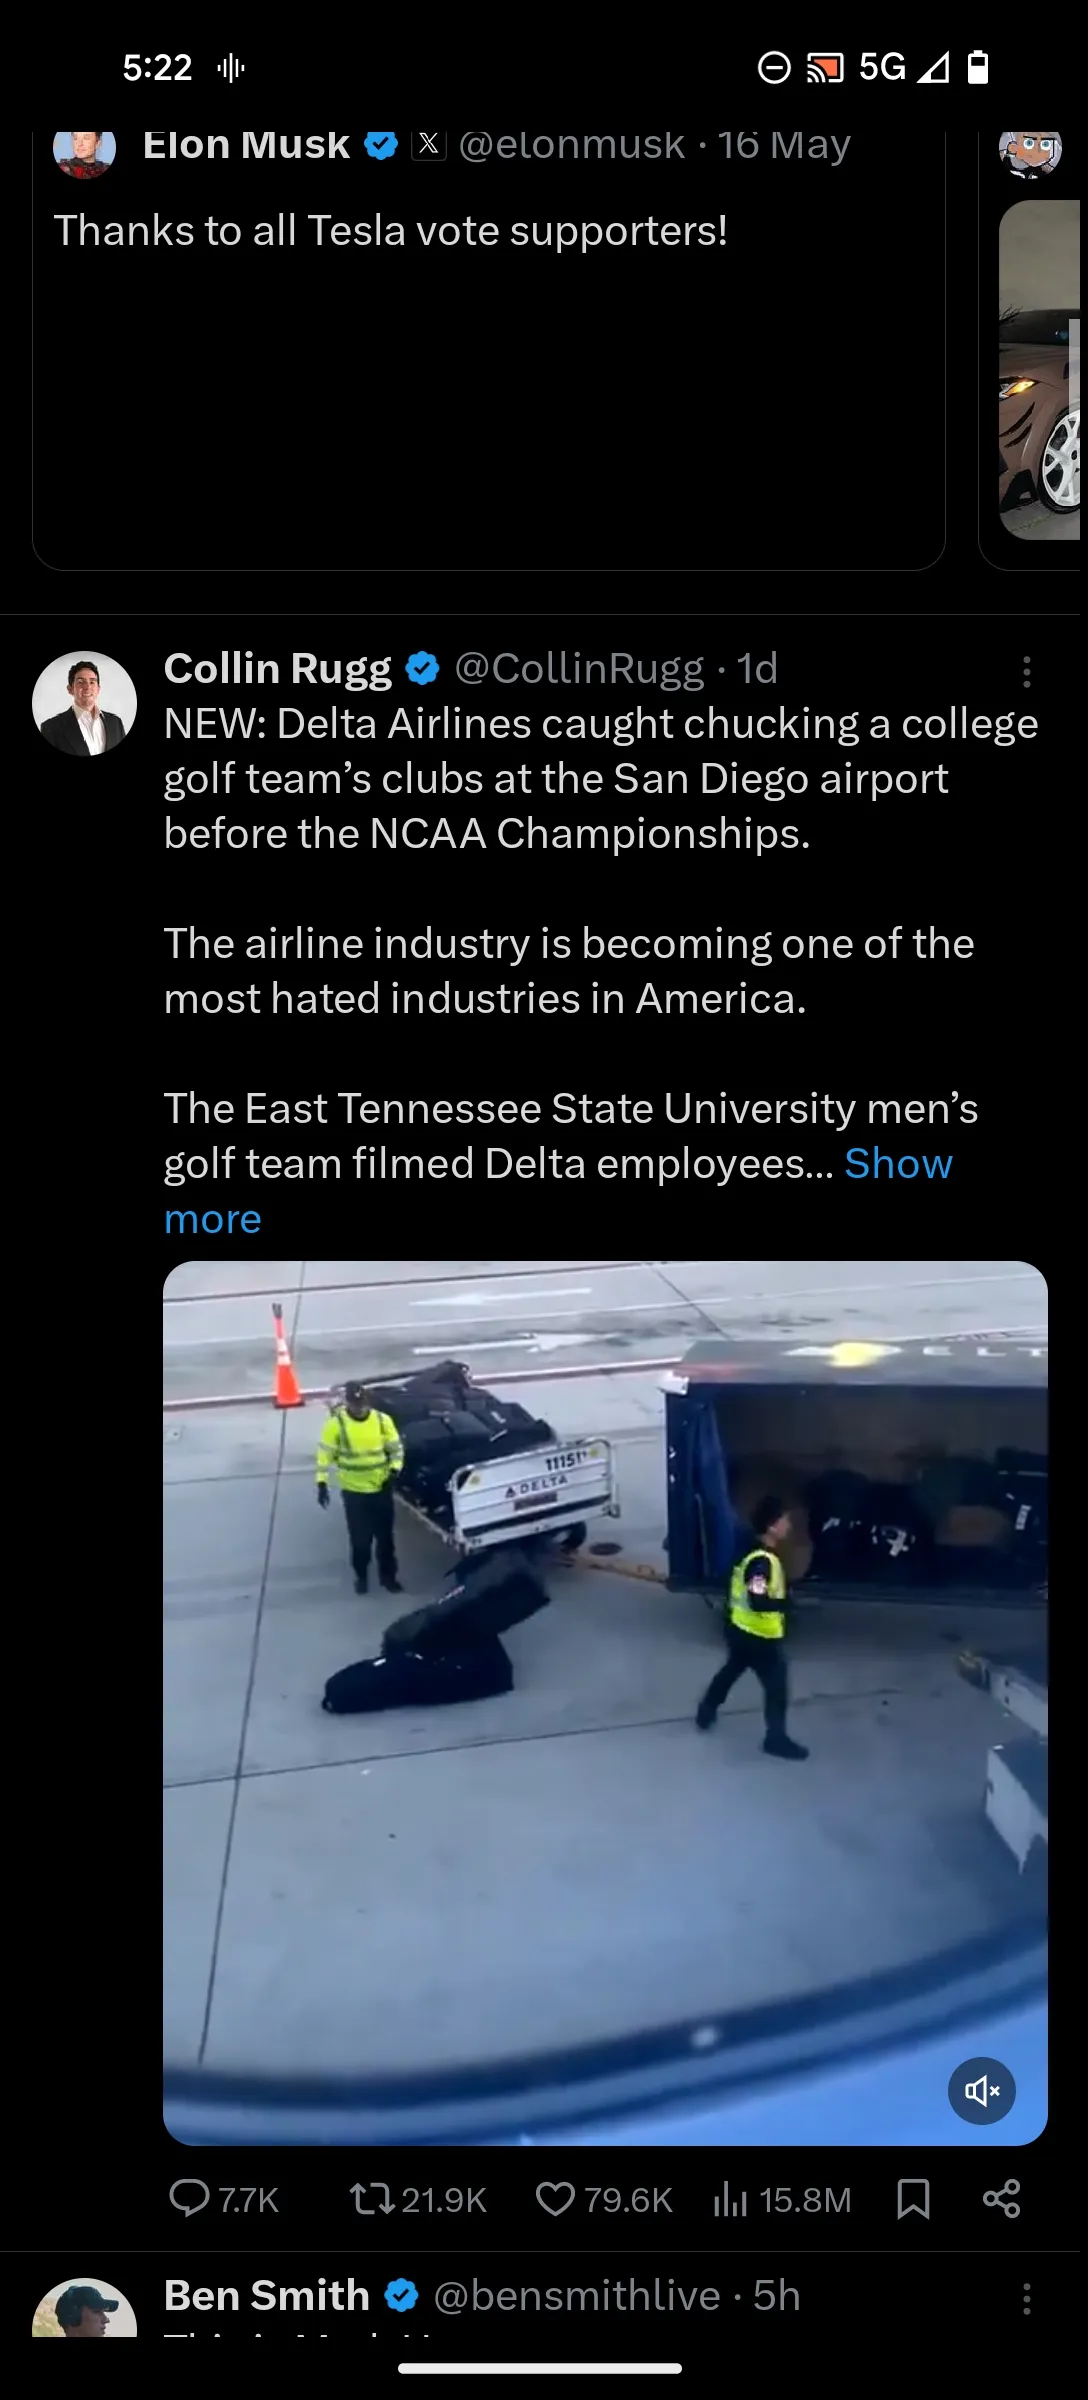 5:22
5G
Elon Musk @elonmusk · 16 May
Thanks to all Tesla vote supporters!
Collin Rugg @CollinRugg · 1d
NEW: Delta Airlines caught chucking a college
golf team’s clubs at the San Diego airport
before the NCAA Championships.
The airline industry is becoming one of the
most hated industries in America.
The East Tennessee State University men’s
golf team filmed Delta employees... Show
more
DELTA
7.7K 21.9K 79.6K 15.8M
Ben Smith @bensmithlive · 5h